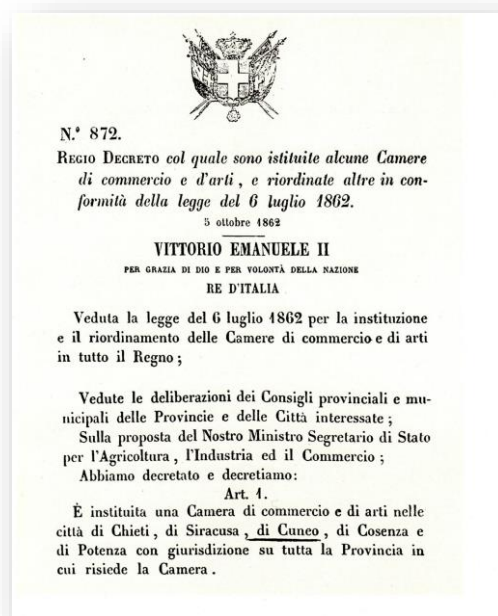 N.° 872.
REGIO DECRETO col quale sono istituite alcune Camere
di commercio e d'arti, e riordinate altre in con-
formità della legge del 6 luglio 1862.
5 ottobre 1862
VITTORIO EMANUELE II
PER GRAZIA DI DIO E PER VOLONTÀ DELLA NAZIONE
RE D'ITALIA
Veduta la legge del 6 luglio 1862 per la instituzione
e il riordinamento delle Camere di commercio e di arti
in tutto il Regno;
Vedute le deliberazioni dei Consigli provinciali e mu-
nicipali delle Provincie e delle Città interessate;
Sulla proposta del Nostro Ministro Segretario di Stato
per l'Agricoltura, l'Industria ed il Commercio;
Abbiamo decretato e decretiamo:
Art. 1.
È instituita una Camera di commercio e di arti nelle
città di Chieti, di Siracusa, di Cuneo, di Cosenza e
di Potenza con giurisdizione su tutta la Provincia in
cui risiede la Camera.